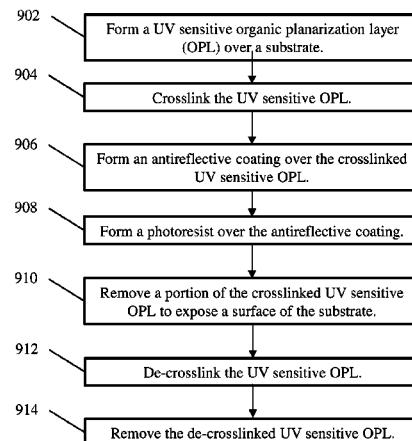 902
Form a UV sensitive organic planarization layer
(OPL) over a substrate.
904
Crosslink the UV sensitive OPL.
906
Form an antireflective coating over the crosslinked
UV sensitive OPL.
908
Form a photoresist over the antireflective coating.
910
Remove a portion of the crosslinked UV sensitive
OPL to expose a surface of the substrate.
912
De-crosslink the UV sensitive OPL.
914
Remove the de-crosslinked UV sensitive OPL.